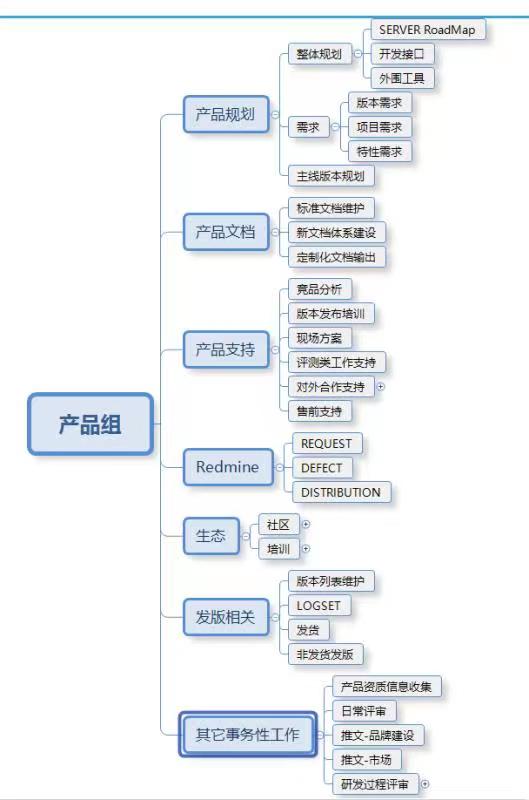 产品组
产品规划
整体规划
SERVER RoadMap
开发接口
外围工具
需求
版本需求
项目需求
特性需求
主线版本规划
产品文档
标准文档维护
新文档体系建设
定制化文档输出
产品支持
竟品分析
版本发布培训
现场方案
评测类工作支持
对外合作支持
售前支持
Redmine
REQUEST
DEFECT
DISTRIBUTION
生态
社区
培训
发版相关
版本列表维护
LOGSET
发货
非发货发版
其它事务性工作
产品资质信息收集
日常评审
推文-品牌建设
推文-市场
研发过程评审